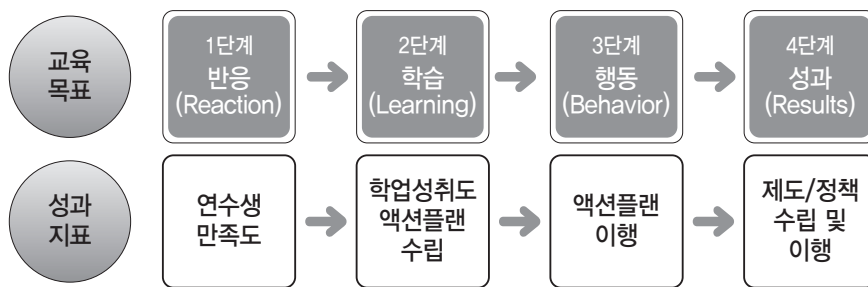 교육
목표
1단계
반응
(Reaction)
2단계
학습
(Learning)
3단계
행동
(Behavior)
4단계
성과
(Results)
성과
지표
연수생
만족도
학업성취도
액션플랜
수립
액션플랜
이행
제도/정책
수립 및
이행